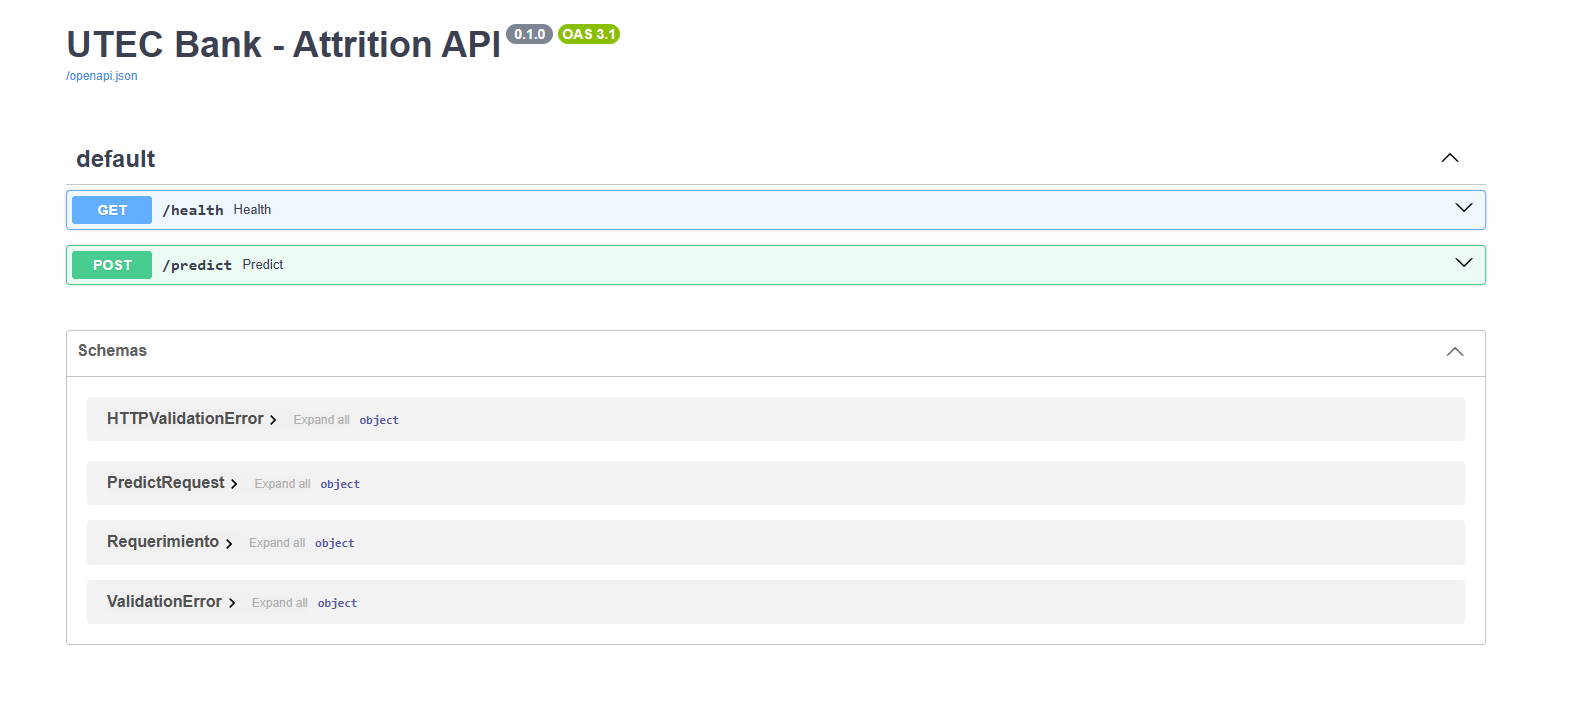 UTEC Bank - Attrition API 0.1.0 OAS 3.1
/openapi.json
default
GET /health Health
POST /predict Predict
Schemas
HTTPValidationError Expand all object
PredictRequest Expand all object
Requerimiento Expand all object
ValidationError Expand all object